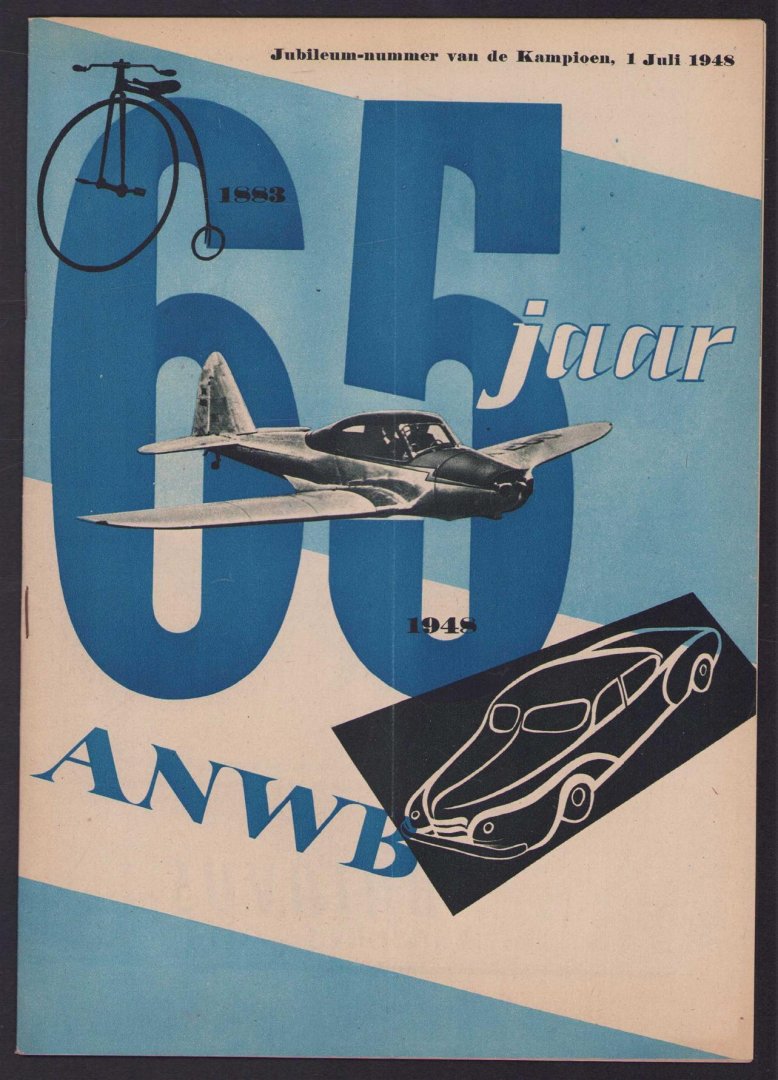 Jubileum-nummer van de Kampioen, 1 Juli 1948
1883
65
jaar
1948
ANWB